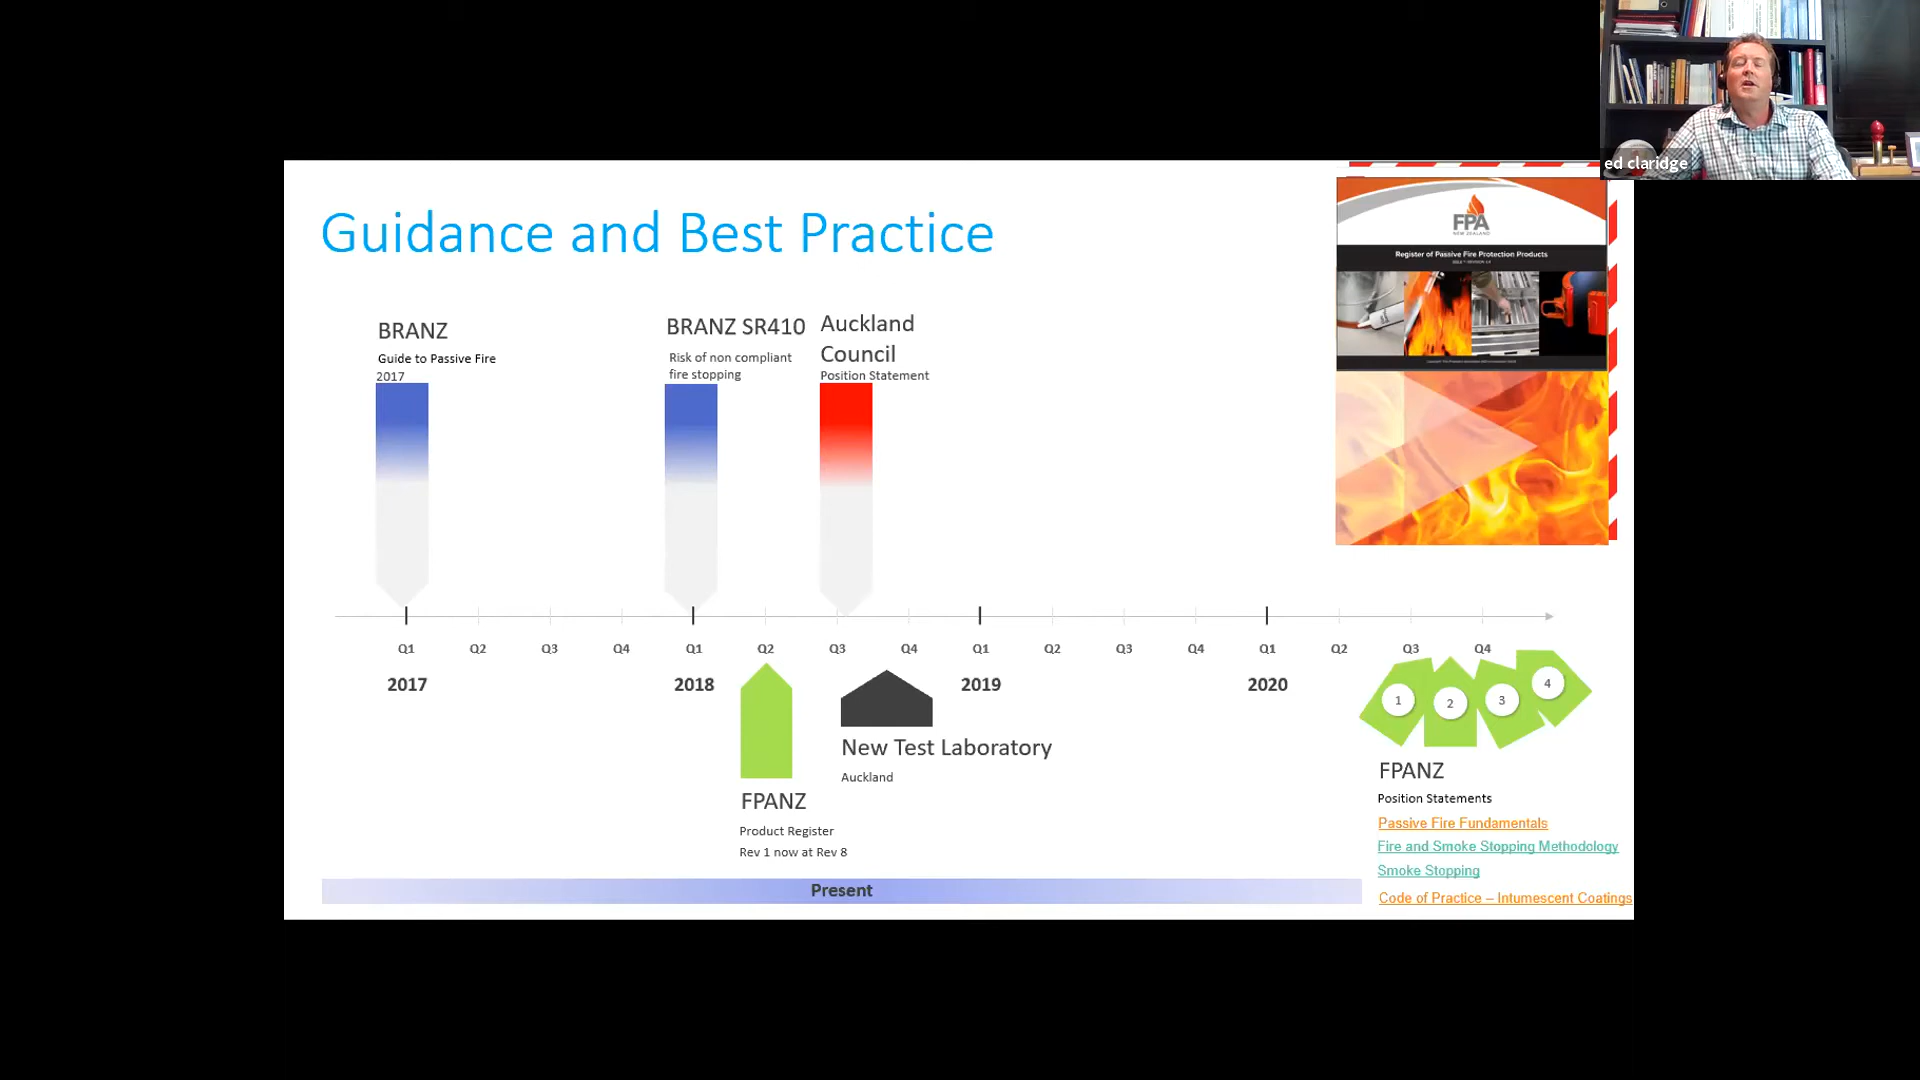 ed claridge
Guidance and Best Practice
FPA
NEW ZEALAND
Register of Passive Fire Protection Products
BRANZ
Guide to Passive Fire
2017
BRANZ SR410
Risk of non compliant
fire stopping
Auckland
Council
Position Statement
Q1 Q2 Q3 Q4 Q1 Q2 Q3 Q4 Q1 Q2 Q3 Q4 Q1 Q2 Q3 Q4
2017 2018 2019 2020
1 2 3 4
New Test Laboratory
Auckland
FPANZ
Product Register
Rev 1 now at Rev 8
FPANZ
Position Statements
Passive Fire Fundamentals
Fire and Smoke Stopping Methodology
Smoke Stopping
Code of Practice – Intumescent Coatings
Present